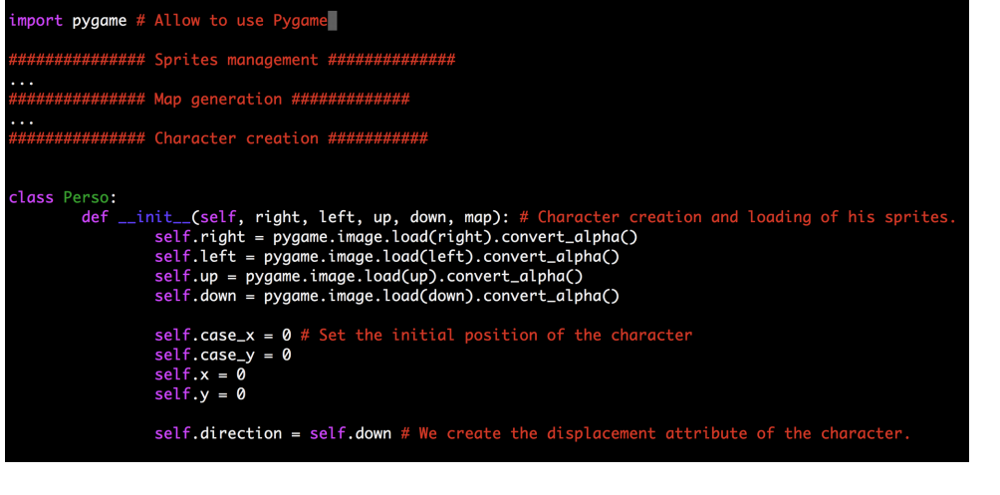 import pygame # Allow to use Pygame
############### Sprites management ##############
...
############### Map generation #############
...
############### Character creation ###########
class Perso:
def __init__(self, right, left, up, down, map): # Character creation and loading of his sprites.
self.right = pygame.image.load(right).convert_alpha()
self.left = pygame.image.load(left).convert_alpha()
self.up = pygame.image.load(up).convert_alpha()
self.down = pygame.image.load(down).convert_alpha()
self.case_x = 0 # Set the initial position of the character
self.case_y = 0
self.x = 0
self.y = 0
self.direction = self.down # We create the displacement attribute of the character.